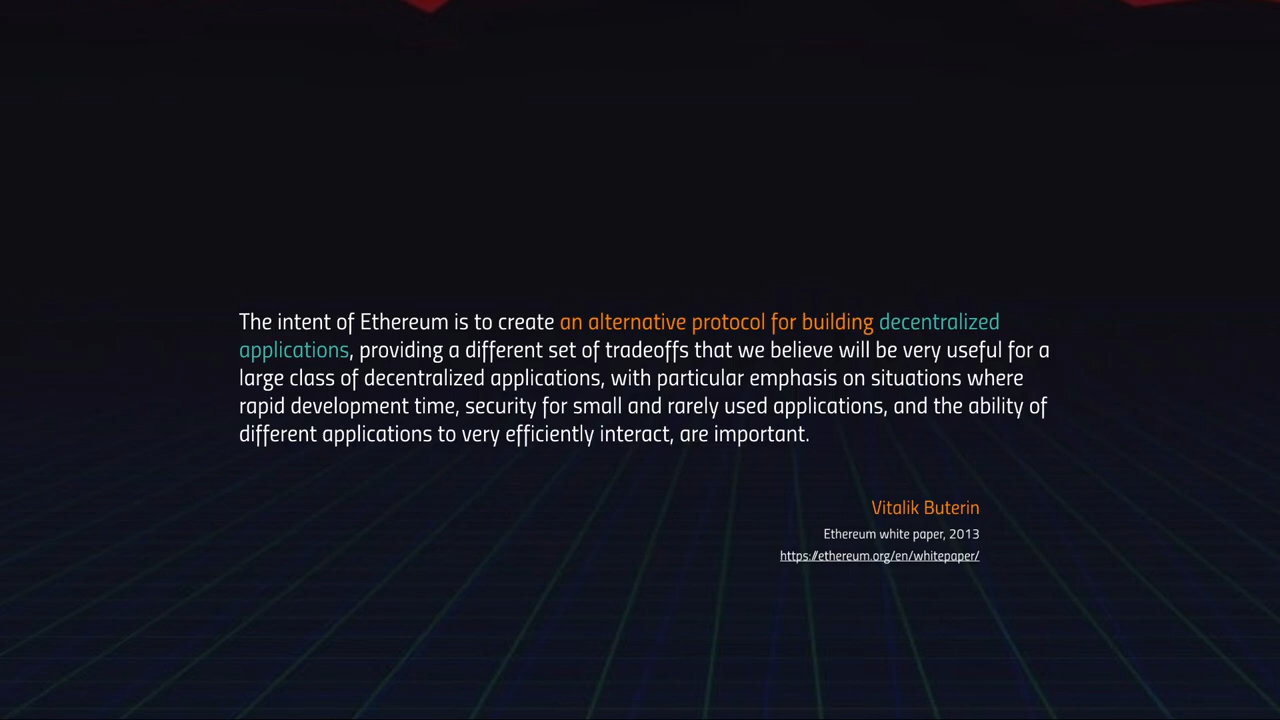 The intent of Ethereum is to create an alternative protocol for building decentralized
applications, providing a different set of tradeoffs that we believe will be very useful for a
large class of decentralized applications, with particular emphasis on situations where
rapid development time, security for small and rarely used applications, and the ability of
different applications to very efficiently interact, are important.
Vitalik Buterin
Ethereum white paper, 2013
https://ethereum.org/en/whitepaper/